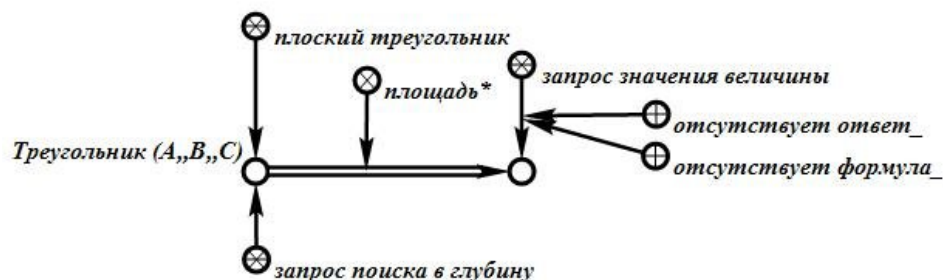 плоский треугольник
площадь*
запрос значения величины
отсутствует ответ_
Треугольник (A,,B,,C)
отсутствует формула_
запрос поиска в глубину